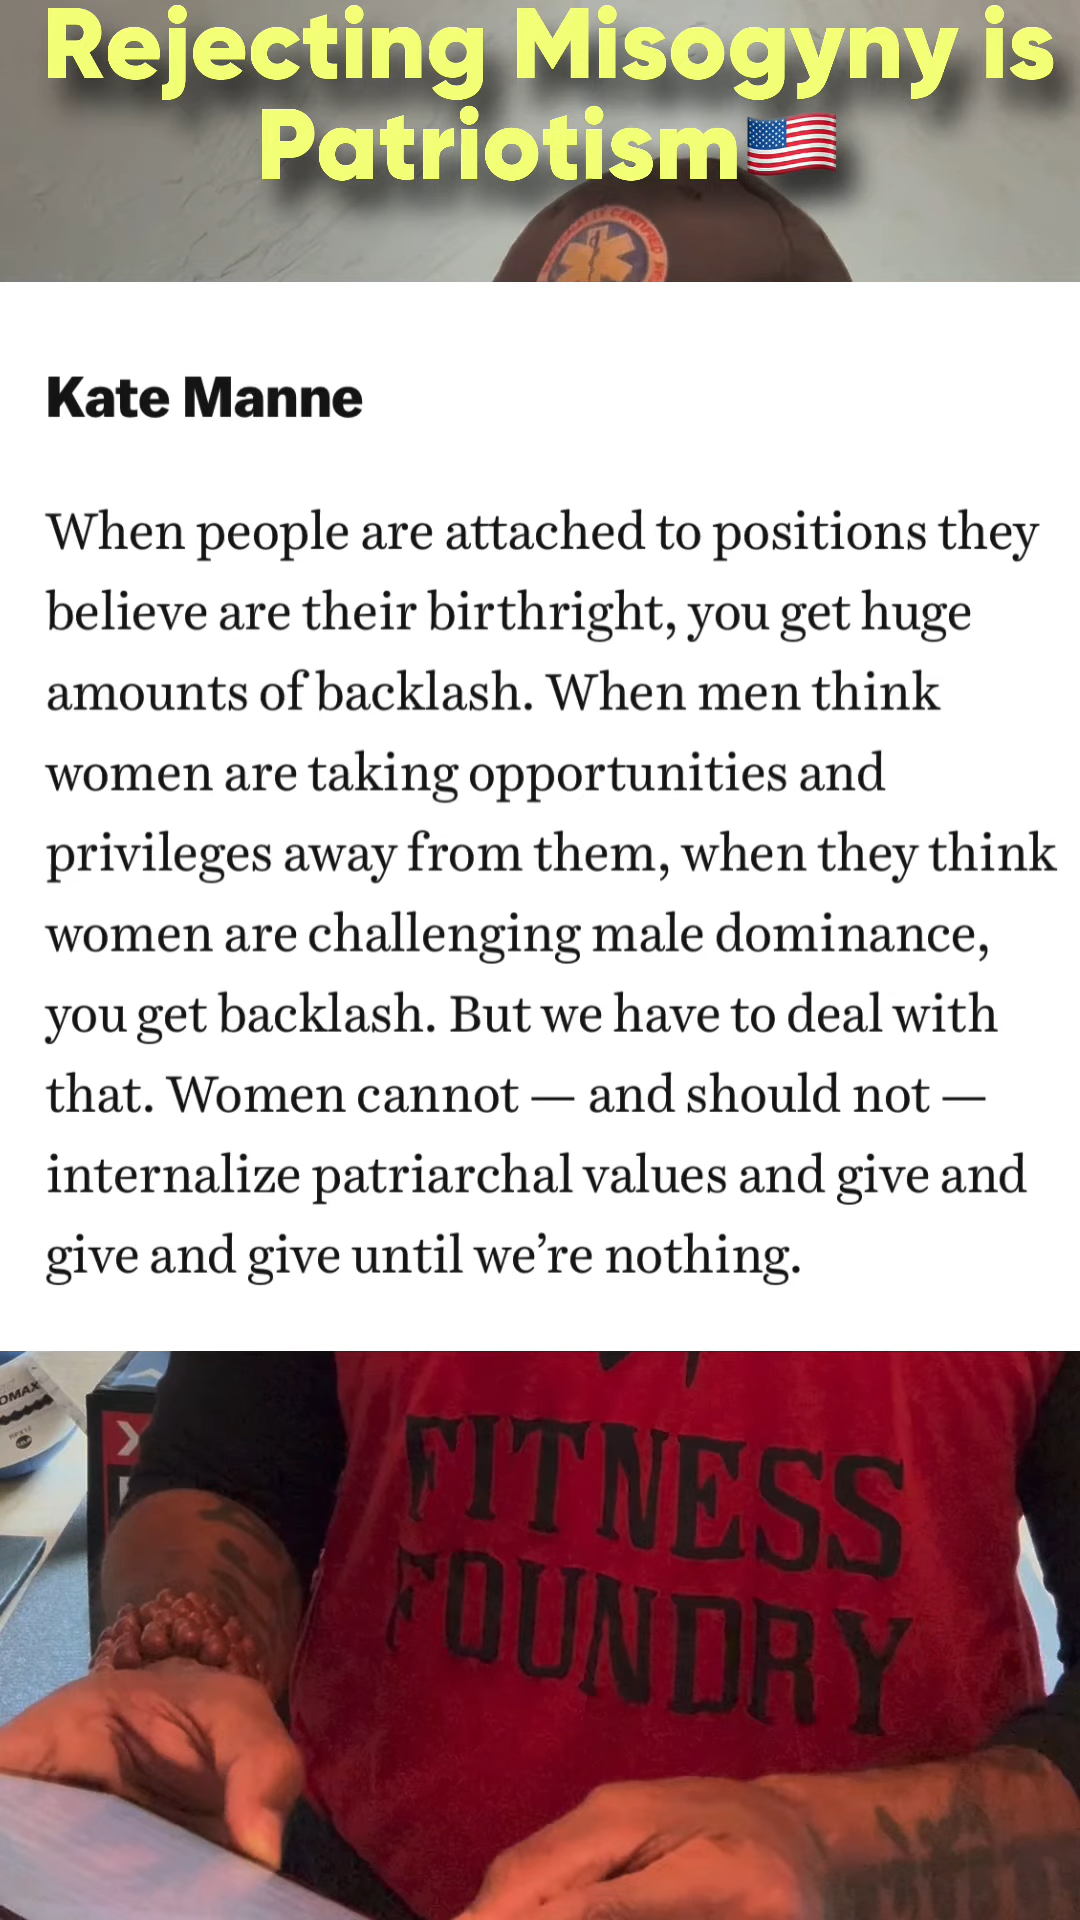 Rejecting Misogyny is
Patriotism🇺🇸
Kate Manne
When people are attached to positions they
believe are their birthright, you get huge
amounts of backlash. When men think
women are taking opportunities and
privileges away from them, when they think
women are challenging male dominance,
you get backlash. But we have to deal with
that. Women cannot — and should not —
internalize patriarchal values and give and
give and give until we’re nothing.
FITNESS
FOUNDRY